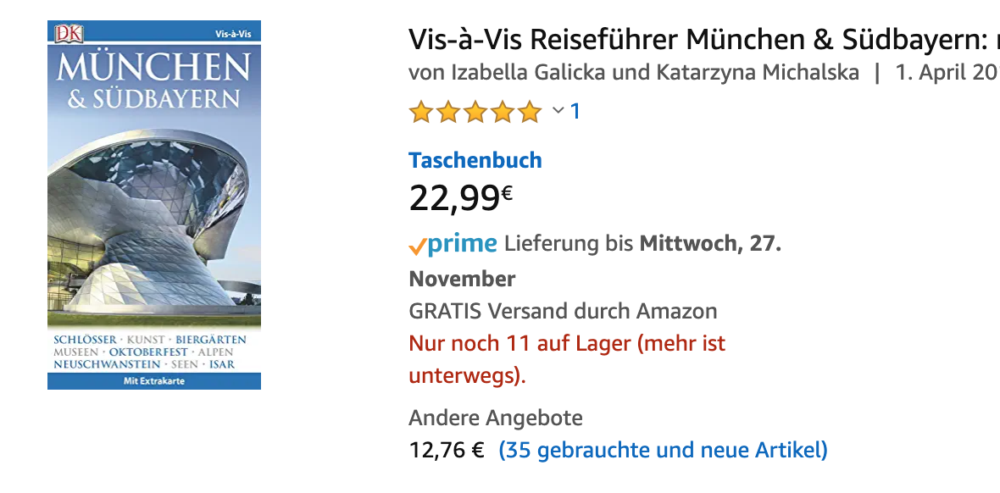 DK
Vis-à-Vis
MÜNCHEN
& SÜDBAYERN
SCHLÖSSER · KUNST · BIERGÄRTEN
MUSEEN · OKTOBERFEST · ALPEN
NEUSCHWANSTEIN · SEEN · ISAR
Mit Extrakarte
Vis-à-Vis Reiseführer München & Südbayern:
von Izabella Galicka und Katarzyna Michalska | 1. April 20
1
Taschenbuch
22,99€
prime Lieferung bis Mittwoch, 27.
November
GRATIS Versand durch Amazon
Nur noch 11 auf Lager (mehr ist
unterwegs).
Andere Angebote
12,76 € (35 gebrauchte und neue Artikel)